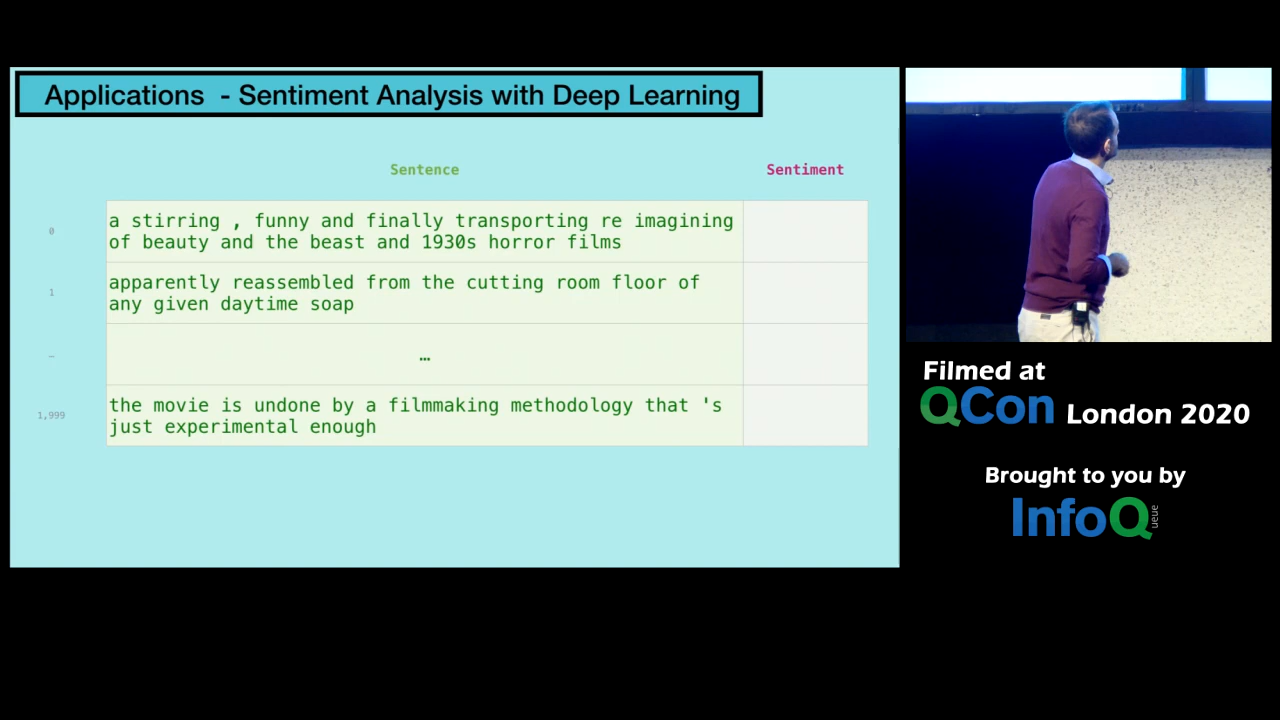 Applications - Sentiment Analysis with Deep Learning
Sentence
Sentiment
0
a stirring , funny and finally transporting re imagining
of beauty and the beast and 1930s horror films
1
apparently reassembled from the cutting room floor of
any given daytime soap
…
…
1,999
the movie is undone by a filmmaking methodology that 's
just experimental enough
Filmed at
QCon London 2020
Brought to you by
InfoQ
queue